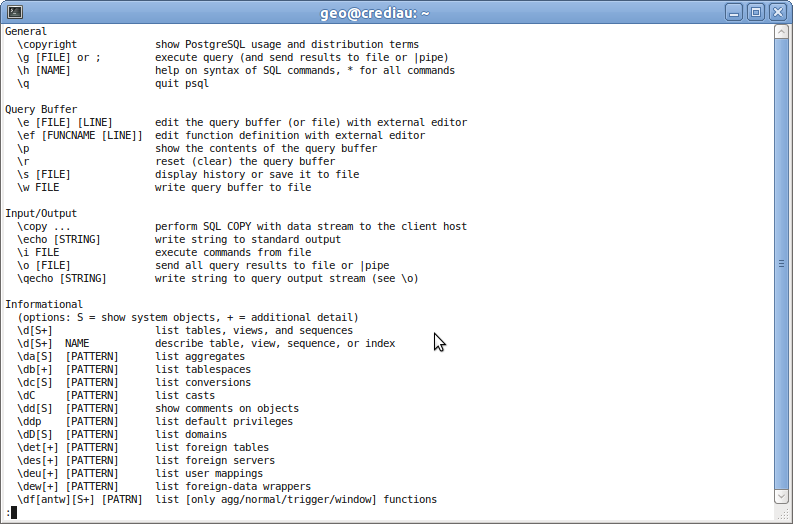 geo@crediau: ~
General
  \copyright             show PostgreSQL usage and distribution terms
  \g [FILE] or ;         execute query (and send results to file or |pipe)
  \h [NAME]              help on syntax of SQL commands, * for all commands
  \q                     quit psql

Query Buffer
  \e [FILE] [LINE]       edit the query buffer (or file) with external editor
  \ef [FUNCNAME [LINE]]  edit function definition with external editor
  \p                     show the contents of the query buffer
  \r                     reset (clear) the query buffer
  \s [FILE]              display history or save it to file
  \w FILE                write query buffer to file

Input/Output
  \copy ...              perform SQL COPY with data stream to the client host
  \echo [STRING]         write string to standard output
  \i FILE                execute commands from file
  \o [FILE]              send all query results to file or |pipe
  \qecho [STRING]        write string to query output stream (see \o)

Informational
  (options: S = show system objects, + = additional detail)
  \d[S+]                 list tables, views, and sequences
  \d[S+]  NAME           describe table, view, sequence, or index
  \da[S]  [PATTERN]      list aggregates
  \db[+]  [PATTERN]      list tablespaces
  \dc[S]  [PATTERN]      list conversions
  \dC     [PATTERN]      list casts
  \dd[S]  [PATTERN]      show comments on objects
  \ddp    [PATTERN]      list default privileges
  \dD[S]  [PATTERN]      list domains
  \det[+] [PATTERN]      list foreign tables
  \des[+] [PATTERN]      list foreign servers
  \deu[+] [PATTERN]      list user mappings
  \dew[+] [PATTERN]      list foreign-data wrappers
  \df[antw][S+] [PATRN]  list [only agg/normal/trigger/window] functions
: